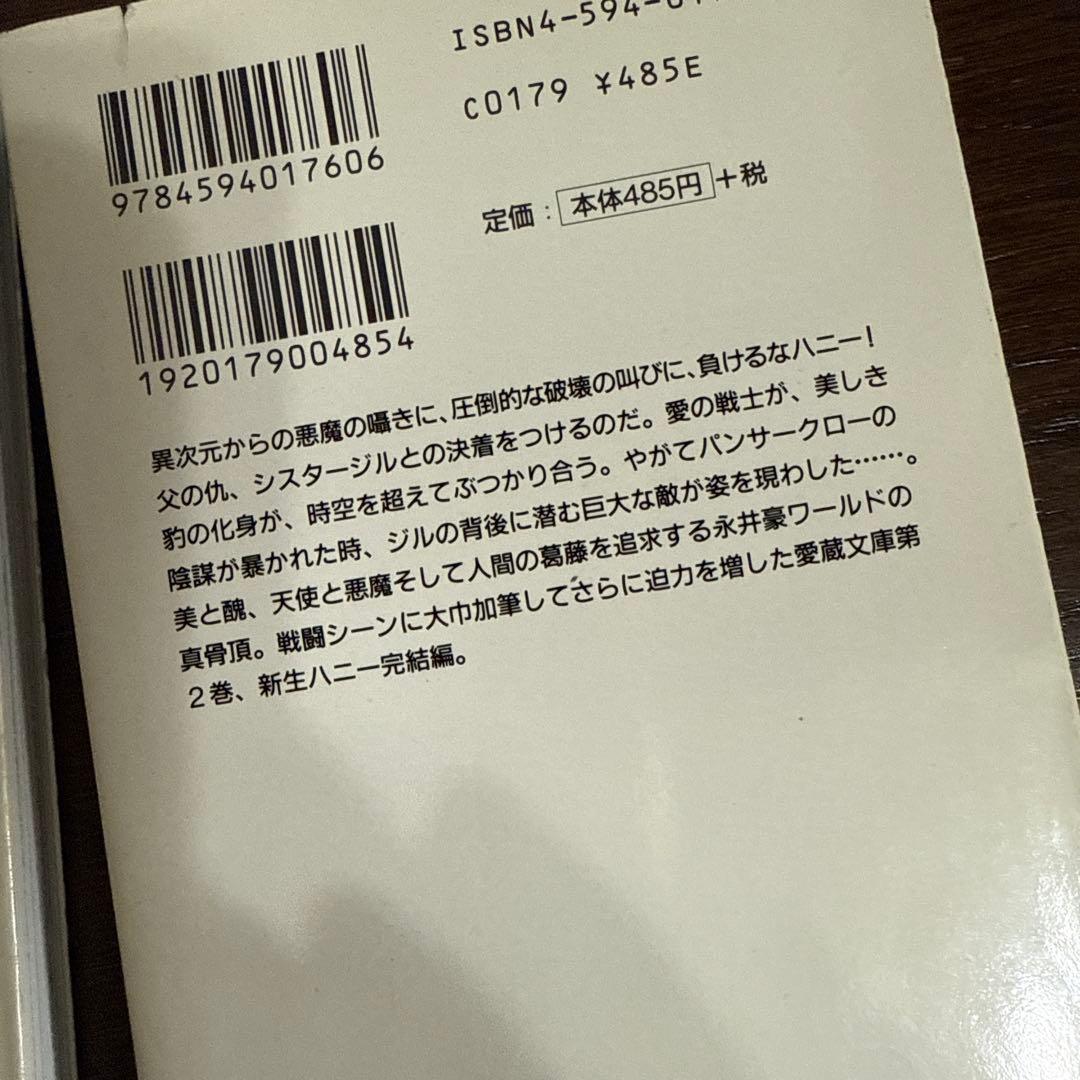 ISBN4-594-01
C0179 ¥485E
9784594017606
定価：本体485円+税
1920179004854
異次元からの悪魔の囁きに、圧倒的な破壊の叫びに、負けるなハニー！
父の仇、シスタージルとの決着をつけるのだ。愛の戦士が、美しき
豹の化身が、時空を超えてぶつかり合う。やがてパンサークローの
陰謀が暴かれた時、ジルの背後に潜む巨大な敵が姿を現わした……。
美と醜、天使と悪魔そして人間の葛藤を追求する永井豪ワールドの
真骨頂。戦闘シーンに大巾加筆してさらに迫力を増した愛蔵文庫第
2巻、新生ハニー完結編。